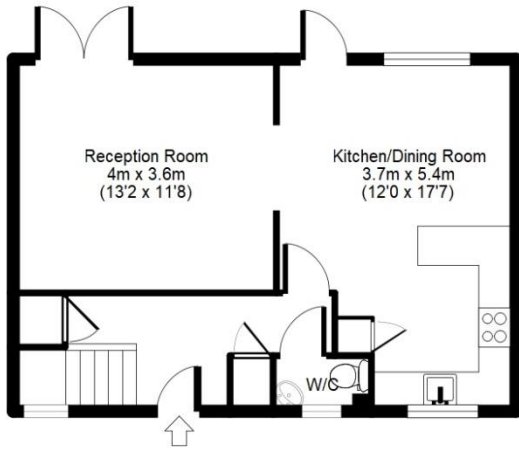 Reception Room
4m x 3.6m
(13'2 x 11'8)
Kitchen/Dining Room
3.7m x 5.4m
(12'0 x 17'7)
W/C